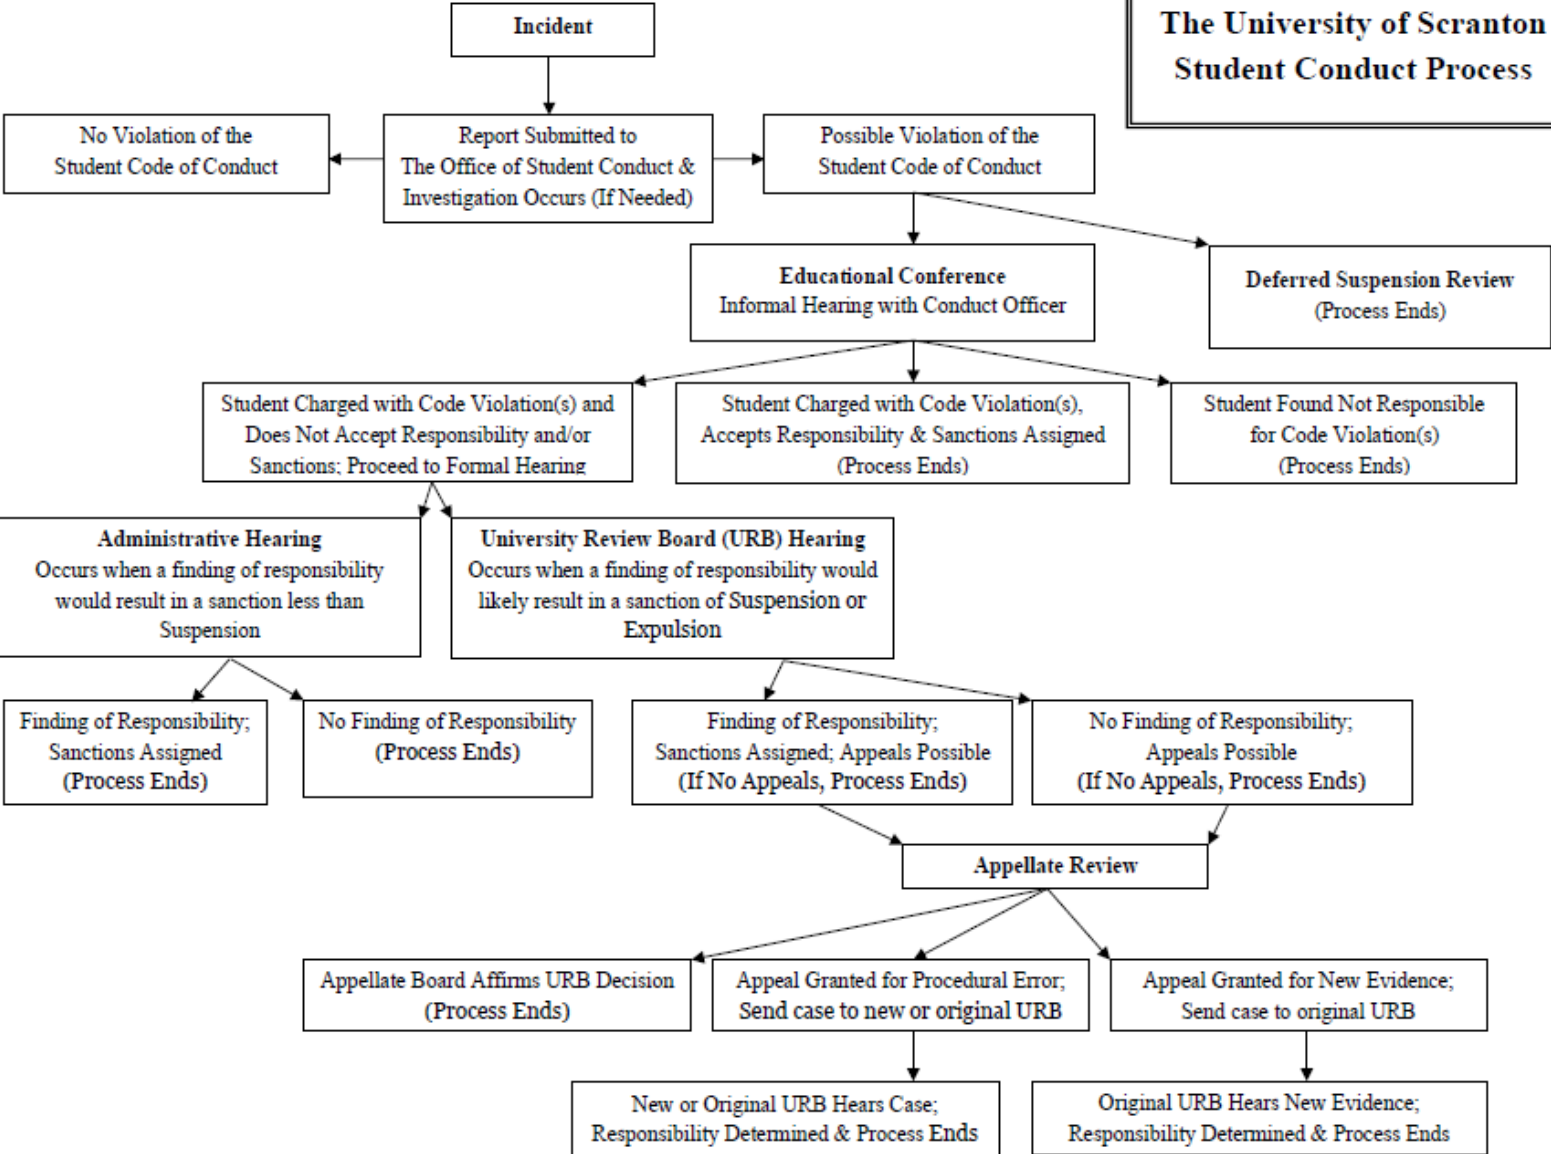 The University of Scranton
Student Conduct Process
Incident
No Violation of the
Student Code of Conduct
Report Submitted to
The Office of Student Conduct &
Investigation Occurs (If Needed)
Possible Violation of the
Student Code of Conduct
Educational Conference
Informal Hearing with Conduct Officer
Deferred Suspension Review
(Process Ends)
Student Charged with Code Violation(s) and
Does Not Accept Responsibility and/or
Sanctions; Proceed to Formal Hearing
Student Charged with Code Violation(s),
Accepts Responsibility & Sanctions Assigned
(Process Ends)
Student Found Not Responsible
for Code Violation(s)
(Process Ends)
Administrative Hearing
Occurs when a finding of responsibility
would result in a sanction less than
Suspension
University Review Board (URB) Hearing
Occurs when a finding of responsibility would
likely result in a sanction of Suspension or
Expulsion
Finding of Responsibility;
Sanctions Assigned
(Process Ends)
No Finding of Responsibility
(Process Ends)
Finding of Responsibility;
Sanctions Assigned; Appeals Possible
(If No Appeals, Process Ends)
No Finding of Responsibility;
Appeals Possible
(If No Appeals, Process Ends)
Appellate Review
Appellate Board Affirms URB Decision
(Process Ends)
Appeal Granted for Procedural Error;
Send case to new or original URB
Appeal Granted for New Evidence;
Send case to original URB
New or Original URB Hears Case;
Responsibility Determined & Process Ends
Original URB Hears New Evidence;
Responsibility Determined & Process Ends